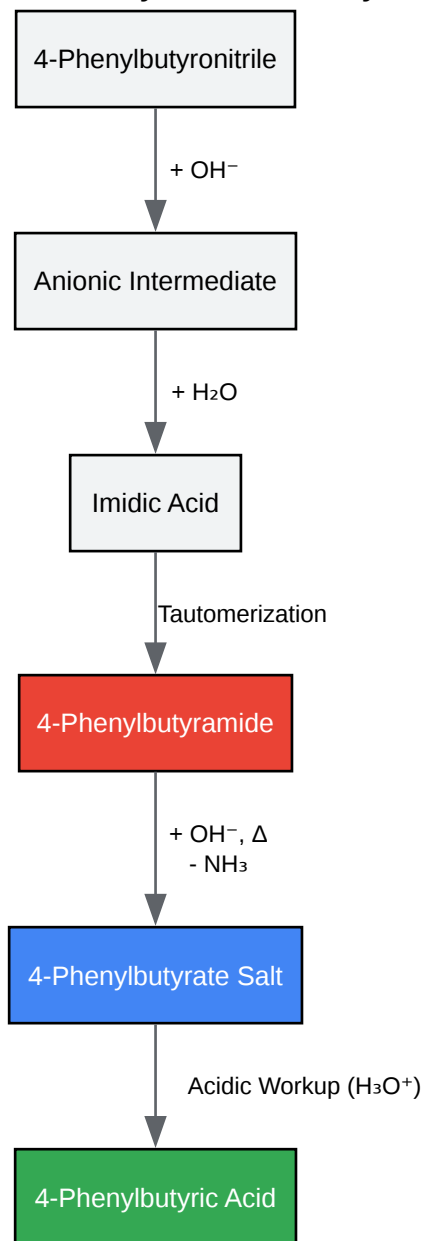 4-Phenylbutyronitrile
+ OH⁻
Anionic Intermediate
+ H₂O
Imidic Acid
Tautomerization
4-Phenylbutyramide
+ OH⁻, Δ
- NH₃
4-Phenylbutyrate Salt
Acidic Workup (H₃O⁺)
4-Phenylbutyric Acid